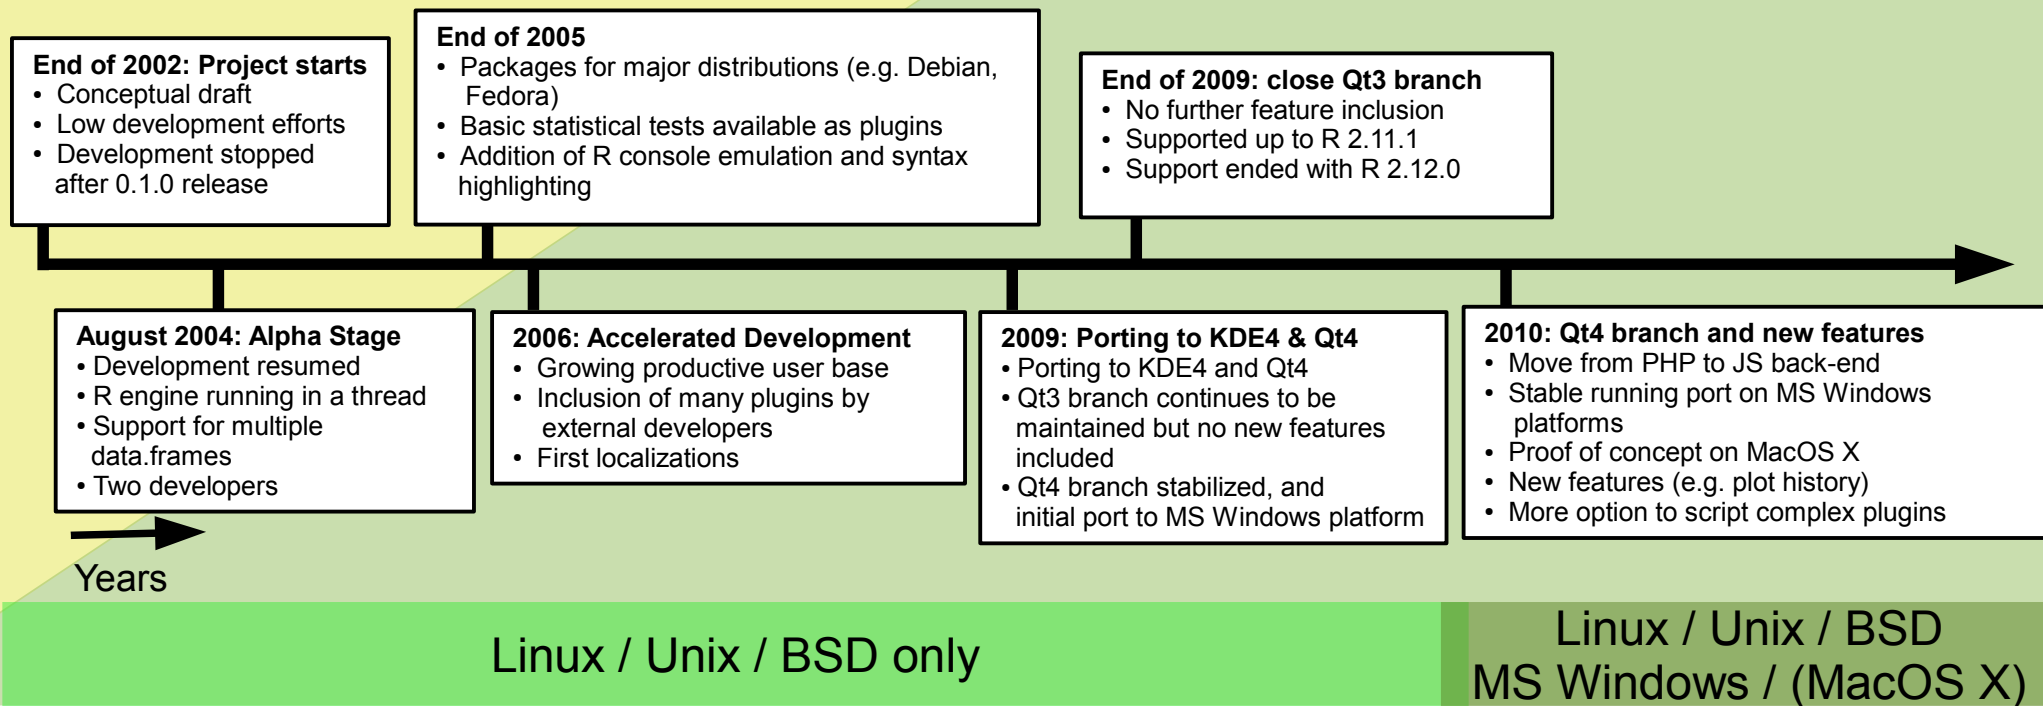 End of 2002: Project starts
• Conceptual draft
• Low development efforts
• Development stopped
after 0.1.0 release
End of 2005
• Packages for major distributions (e.g. Debian,
Fedora)
• Basic statistical tests available as plugins
• Addition of R console emulation and syntax
highlighting
End of 2009: close Qt3 branch
• No further feature inclusion
• Supported up to R 2.11.1
• Support ended with R 2.12.0
August 2004: Alpha Stage
• Development resumed
• R engine running in a thread
• Support for multiple
data.frames
• Two developers
2006: Accelerated Development
• Growing productive user base
• Inclusion of many plugins by
external developers
• First localizations
2009: Porting to KDE4 & Qt4
• Porting to KDE4 and Qt4
• Qt3 branch continues to be
maintained but no new features
included
• Qt4 branch stabilized, and
initial port to MS Windows platform
2010: Qt4 branch and new features
• Move from PHP to JS back-end
• Stable running port on MS Windows
platforms
• Proof of concept on MacOS X
• New features (e.g. plot history)
• More option to script complex plugins
Years
Linux / Unix / BSD only
Linux / Unix / BSD
MS Windows / (MacOS X)